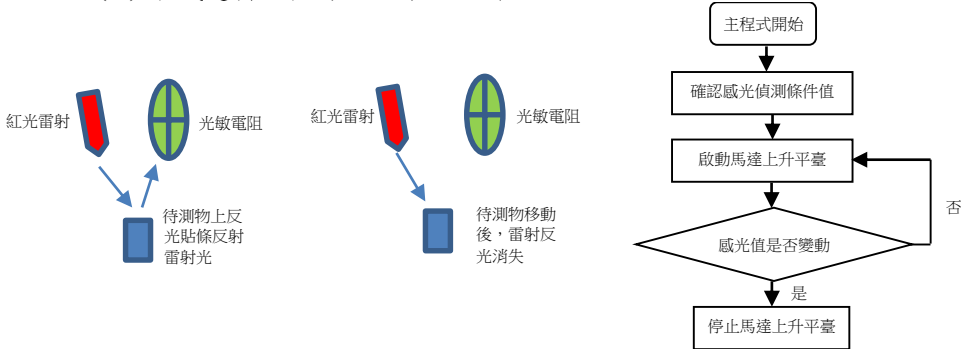 紅光雷射
光敏電阻
待測物上反
光貼條反射
雷射光
紅光雷射
光敏電阻
待測物移動
後，雷射反
光消失
主程式開始
確認感光偵測條件值
啟動馬達上升平臺
感光值是否變動
否
是
停止馬達上升平臺